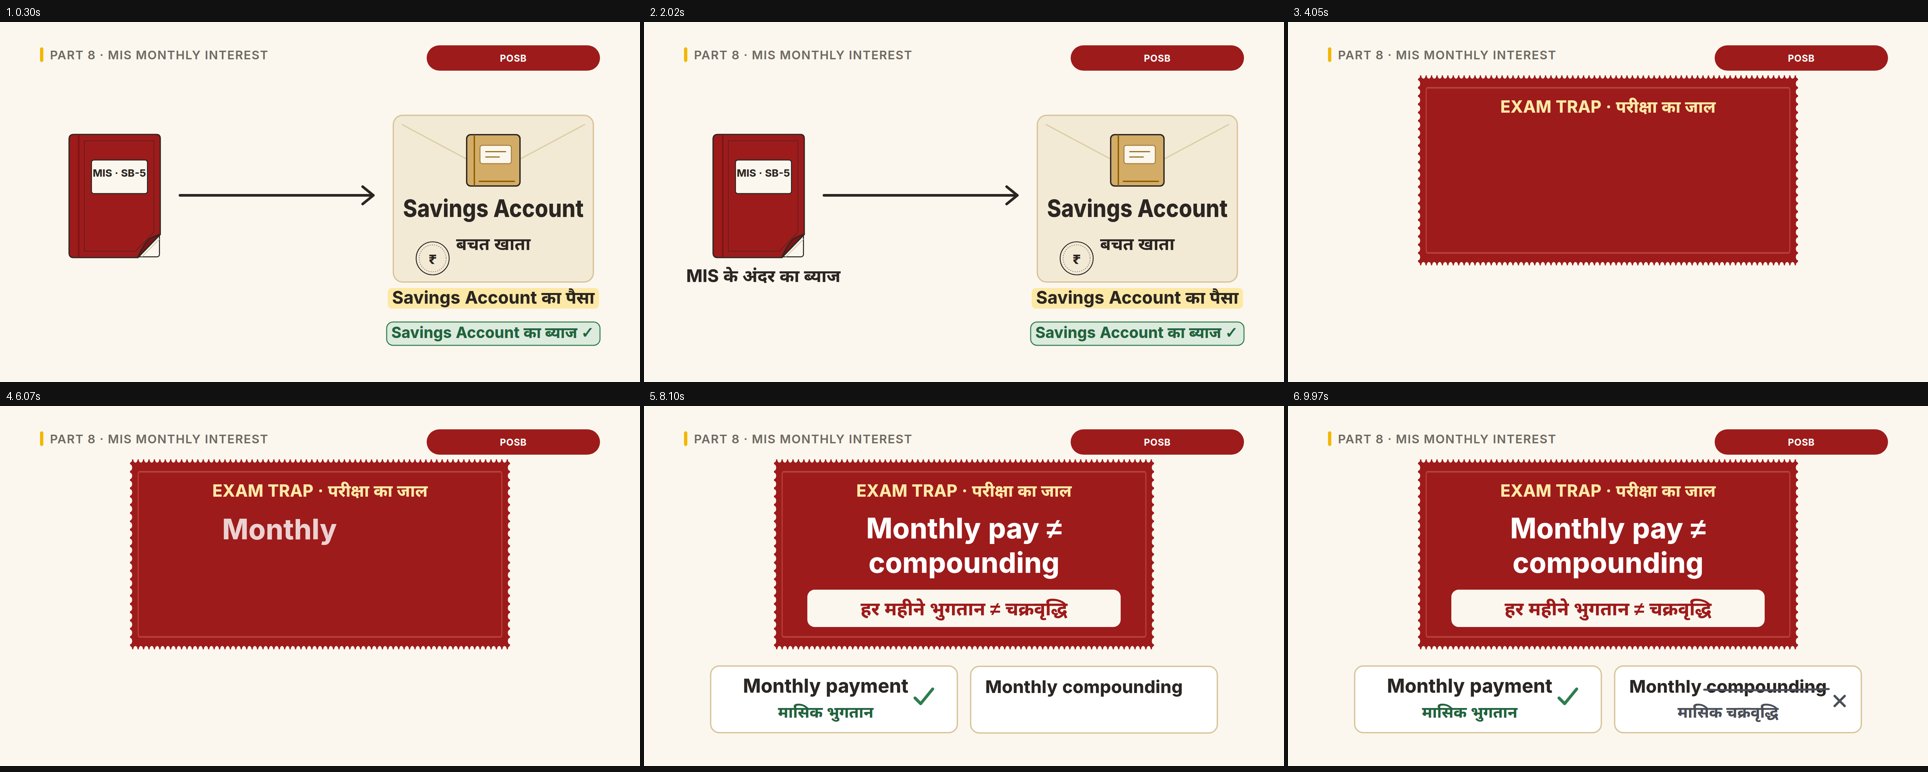 1. 0.30s
PART 8 · MIS MONTHLY INTEREST
POSB
MIS · SB-5
Savings Account
बचत खाता
₹
Savings Account का पैसा
Savings Account का ब्याज ✓
2. 2.02s
PART 8 · MIS MONTHLY INTEREST
POSB
MIS · SB-5
Savings Account
बचत खाता
₹
MIS के अंदर का ब्याज
Savings Account का पैसा
Savings Account का ब्याज ✓
3. 4.05s
PART 8 · MIS MONTHLY INTEREST
POSB
EXAM TRAP · परीक्षा का जाल
4. 6.07s
PART 8 · MIS MONTHLY INTEREST
POSB
EXAM TRAP · परीक्षा का जाल
Monthly
5. 8.10s
PART 8 · MIS MONTHLY INTEREST
POSB
EXAM TRAP · परीक्षा का जाल
Monthly pay ≠
compounding
हर महीने भुगतान ≠ चक्रवृद्धि
Monthly payment
मासिक भुगतान
Monthly compounding
6. 9.97s
PART 8 · MIS MONTHLY INTEREST
POSB
EXAM TRAP · परीक्षा का जाल
Monthly pay ≠
compounding
हर महीने भुगतान ≠ चक्रवृद्धि
Monthly payment
मासिक भुगतान
Monthly compounding
मासिक चक्रवृद्धि